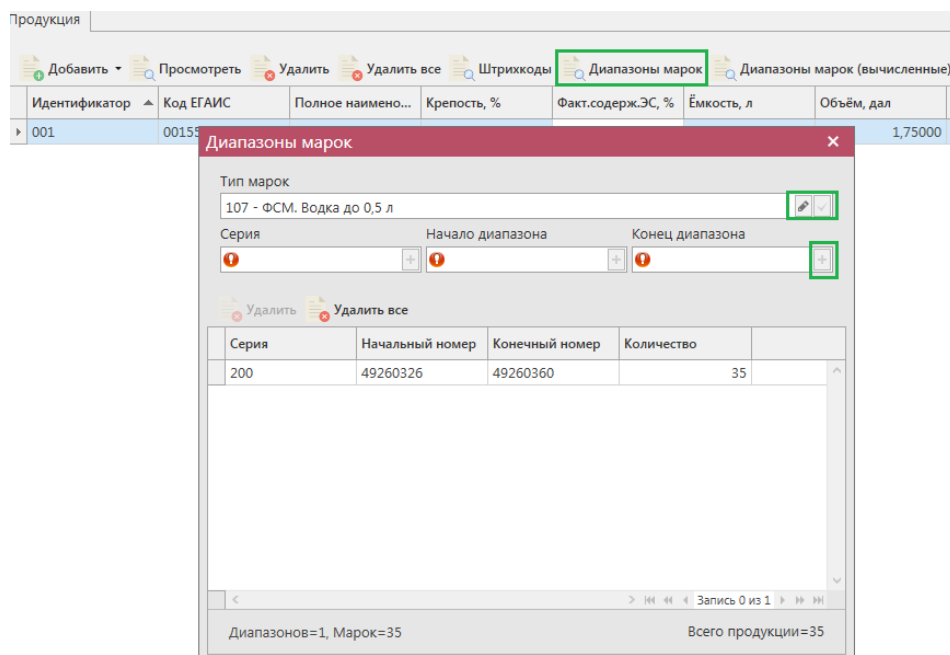 Продукция
Добавить Просмотреть Удалить Удалить все Штрихкоды Диапазоны марок Диапазоны марок (вычисленные)
Идентификатор Код ЕГАИС Полное наимено... Крепость, % Факт.содерж.ЭС, % Ёмкость, л Объём, дал
001 00155 1,75000
Диапазоны марок
Тип марок
107 - ФСМ. Водка до 0,5 л
Серия Начало диапазона Конец диапазона
Удалить Удалить все
Серия Начальный номер Конечный номер Количество
200 49260326 49260360 35
Запись 0 из 1
Диапазонов=1, Марок=35 Всего продукции=35